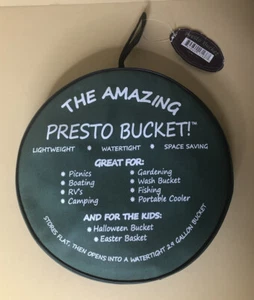 THE AMAZING
PRESTO BUCKET!™
LIGHTWEIGHT • WATERTIGHT • SPACE SAVING
GREAT FOR:
• Picnics
• Boating
• RV's
• Camping
• Gardening
• Wash Bucket
• Fishing
• Portable Cooler
AND FOR THE KIDS:
• Halloween Bucket
• Easter Basket
STORES FLAT, THEN OPENS INTO A WATERTIGHT 2.4 GALLON BUCKET